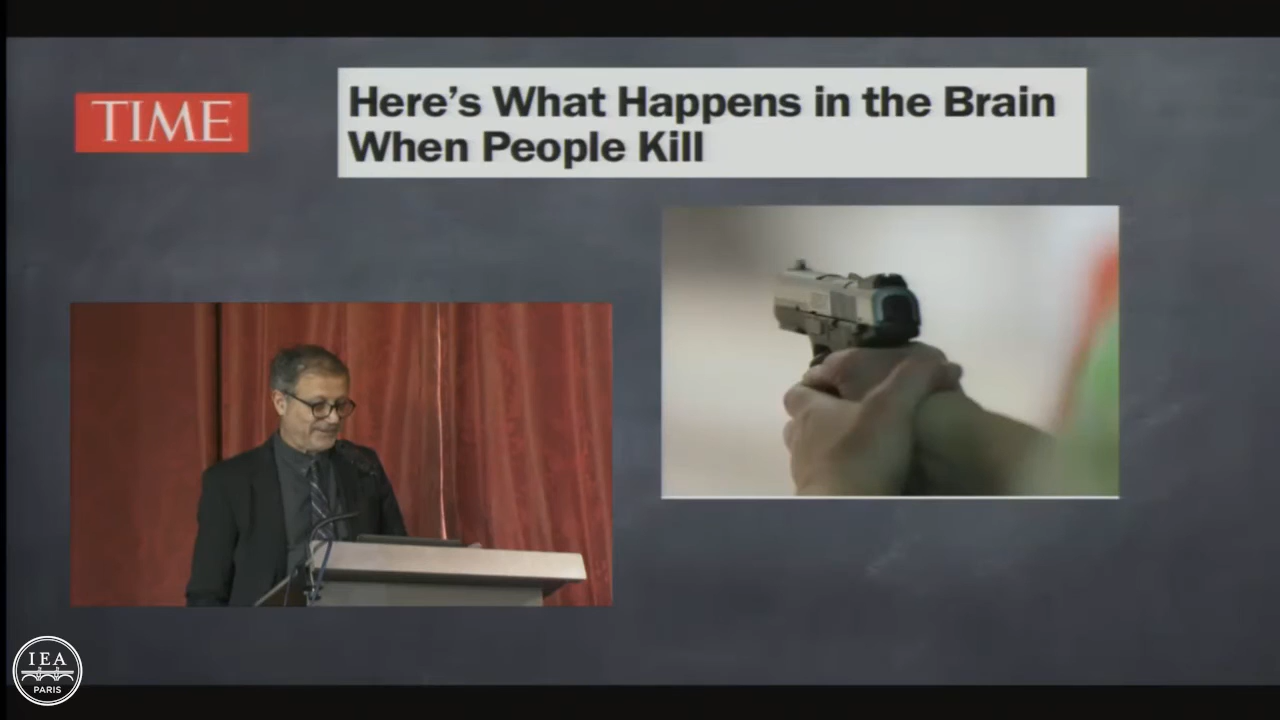 TIME
Here's What Happens in the Brain
When People Kill
IEA
PARIS